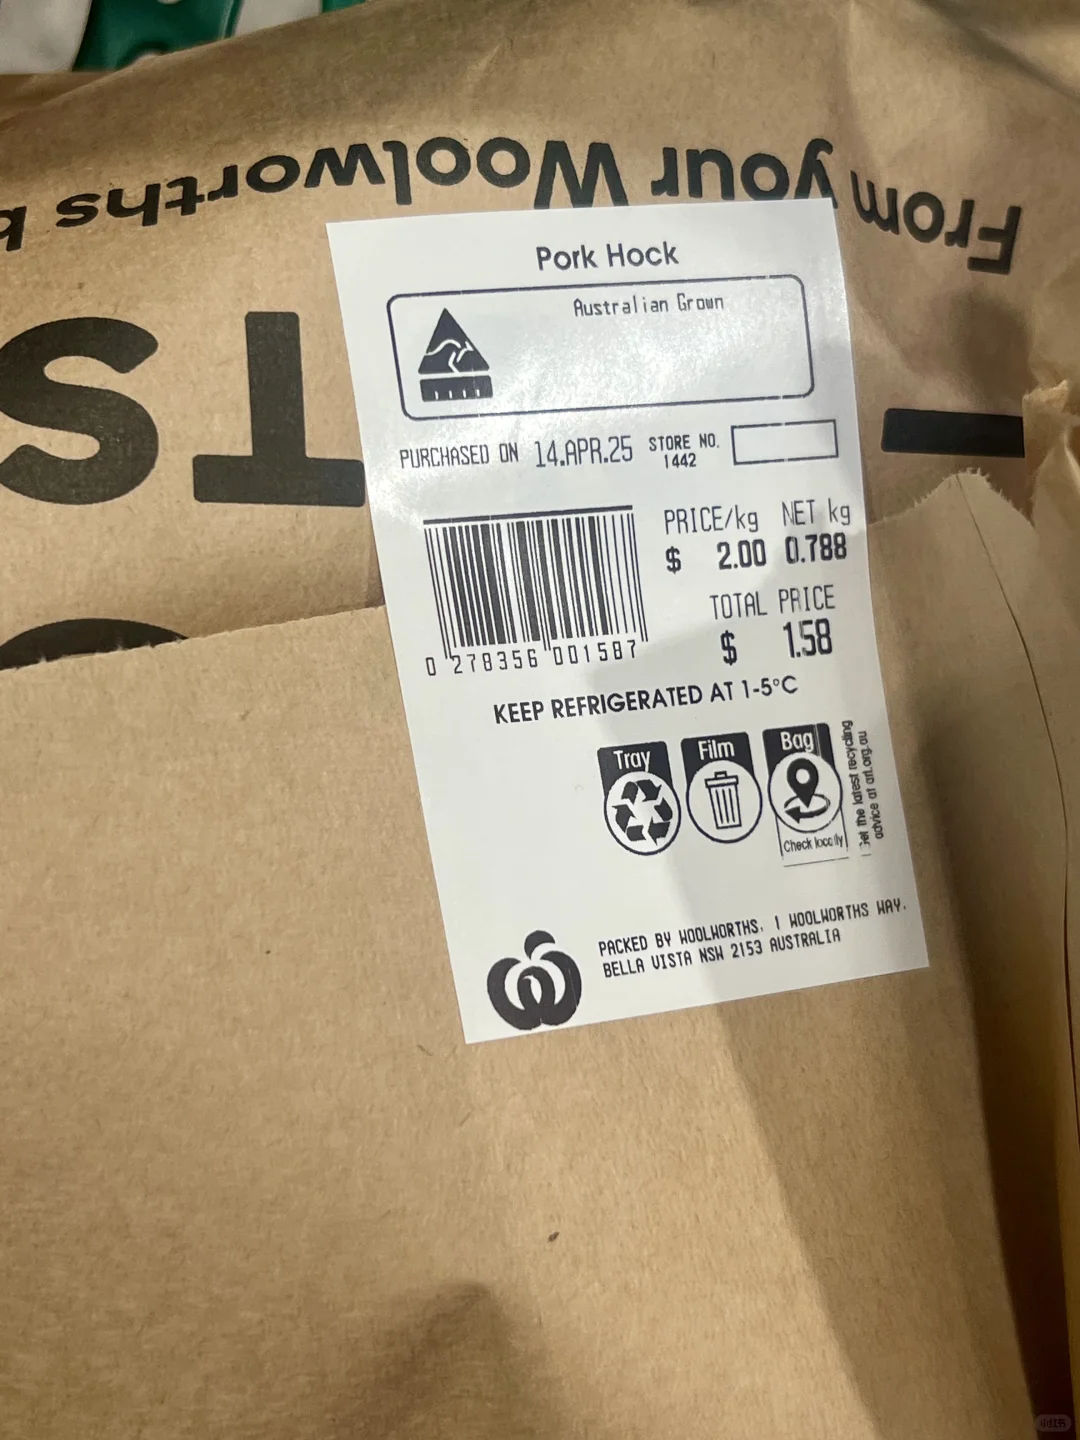 From your Woolworths b
TS
Pork Hock
Australian Grown
PURCHASED ON 14.APR.25 STORE NO. 1442
PRICE/kg NET kg
$ 2.00 0.788
TOTAL PRICE
$ 1.58
0 278356 001587
KEEP REFRIGERATED AT 1-5°C
Tray Film Bag
Check locally
Get the latest recycling
advice at arl.org.au
PACKED BY WOOLWORTHS. 1 WOOLWORTHS WAY.
BELLA VISTA NSW 2153 AUSTRALIA